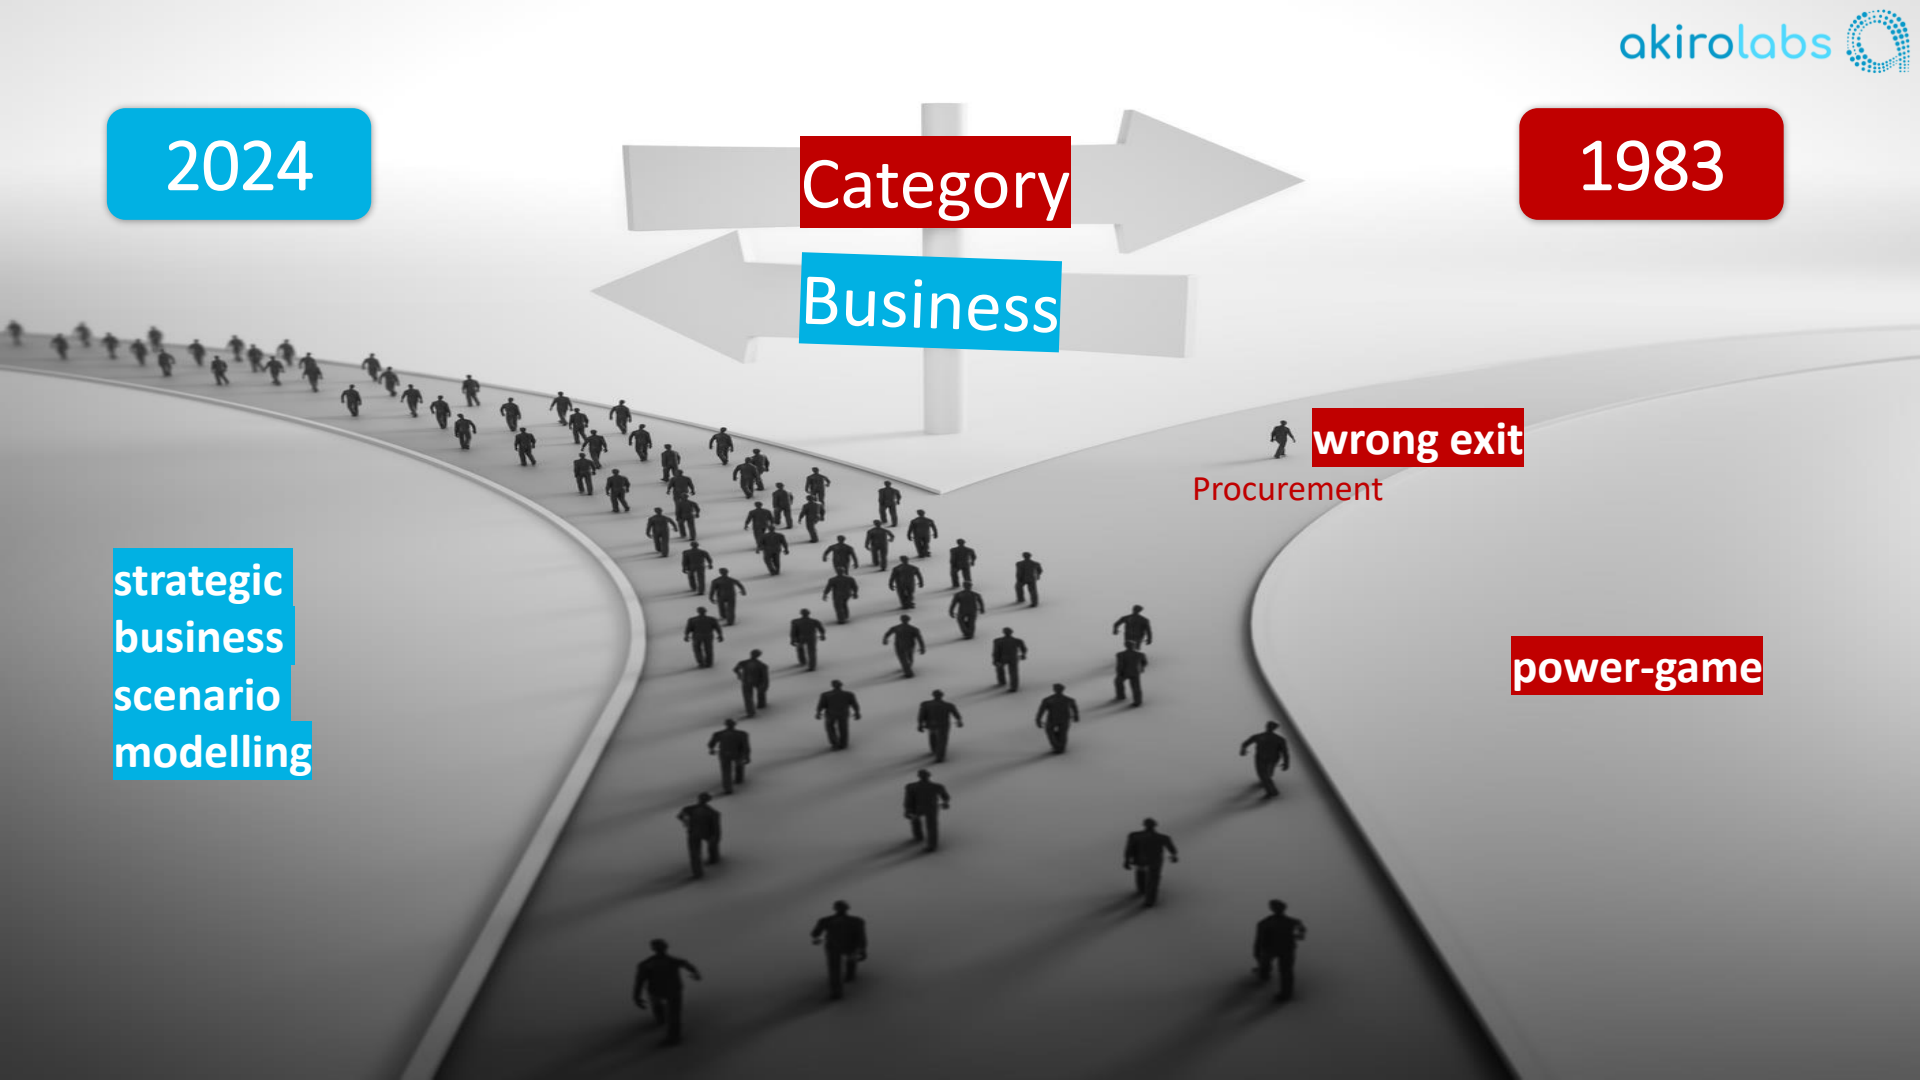 akirolabs
2024
Category
1983
Business
wrong exit
Procurement
strategic
business
scenario
modelling
power-game